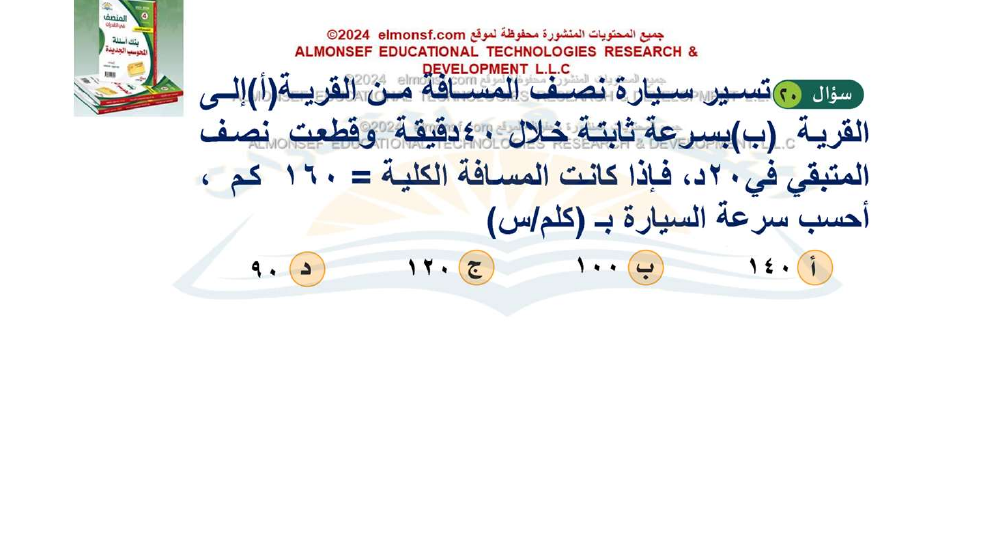 جميع المحتويات المنشورة محفوظة لموقع elmonsf.com ©2024
ALMONSEF EDUCATIONAL TECHNOLOGIES RESEARCH &
DEVELOPMENT L.L.C
المنصف
في القدرات
بنك أسئلة
المحوسب الجديدة
سؤال ٢٠ تسير سيارة نصف المسافة من القرية(أ)إلى
القرية (ب)بسرعة ثابتة خلال ٤٠دقيقة وقطعت نصف
المتبقي في٢٠د، فإذا كانت المسافة الكلية = ١٦٠ كم ،
أحسب سرعة السيارة بـ (كلم/س)
أ ١٤٠ ب ١٠٠ ج ١٢٠ د ٩٠